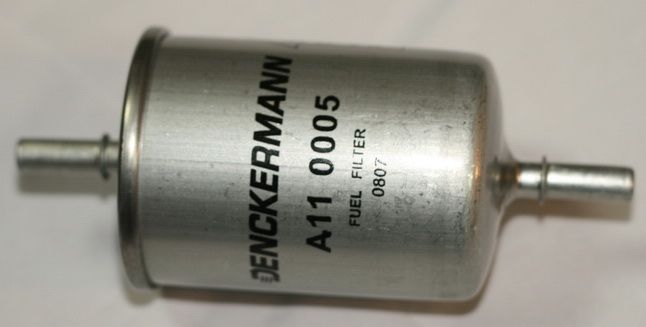 DENCKERMANN
A11 0005
FUEL FILTER
0807